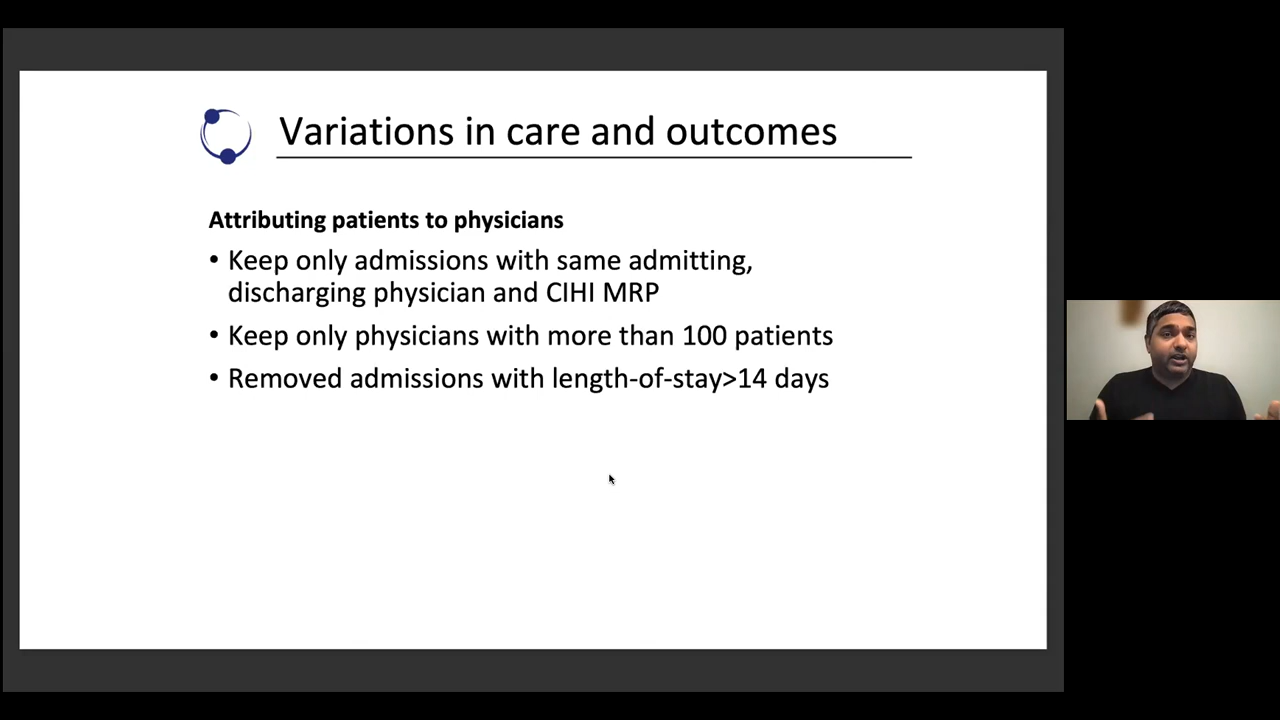 Variations in care and outcomes
Attributing patients to physicians
• Keep only admissions with same admitting,
discharging physician and CIHI MRP
• Keep only physicians with more than 100 patients
• Removed admissions with length-of-stay>14 days